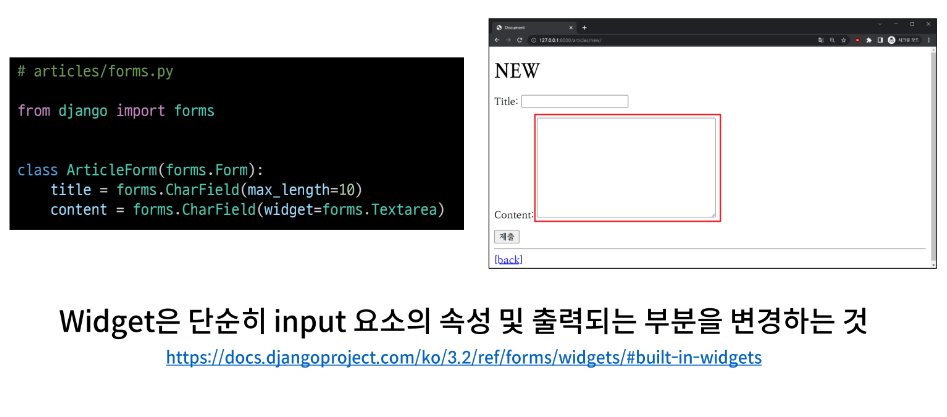 # articles/forms.py
from django import forms
class ArticleForm(forms.Form):
title = forms.CharField(max_length=10)
content = forms.CharField(widget=forms.Textarea)
Document
127.0.0.1:8000/articles/new/
NEW
Title:
Content:
제출
[back]
Widget은 단순히 input 요소의 속성 및 출력되는 부분을 변경하는 것
https://docs.djangoproject.com/ko/3.2/ref/forms/widgets/#built-in-widgets